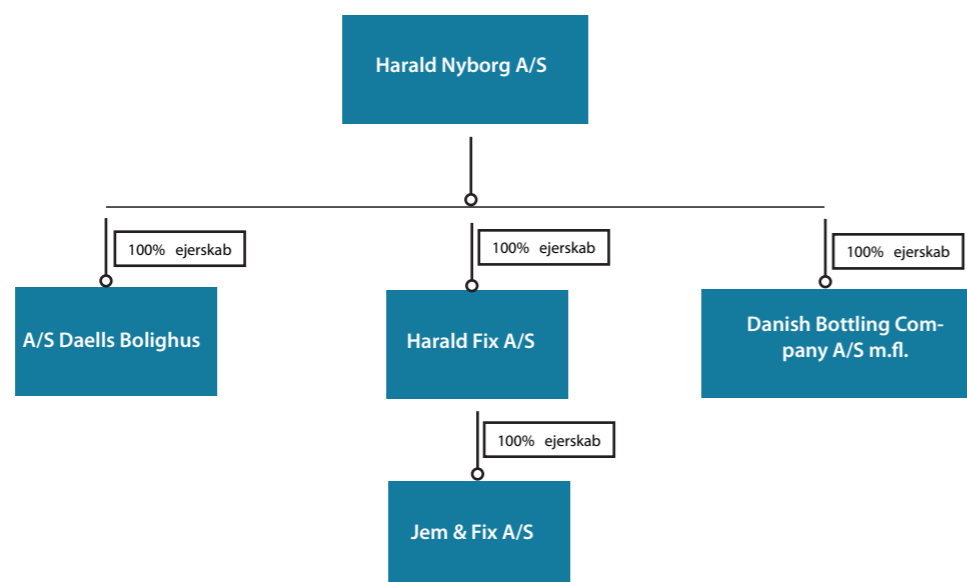 Harald Nyborg A/S
100% ejerskab
100% ejerskab
100% ejerskab
A/S Daells Bolighus
Harald Fix A/S
Danish Bottling Com-
pany A/S m.fl.
100% ejerskab
Jem & Fix A/S